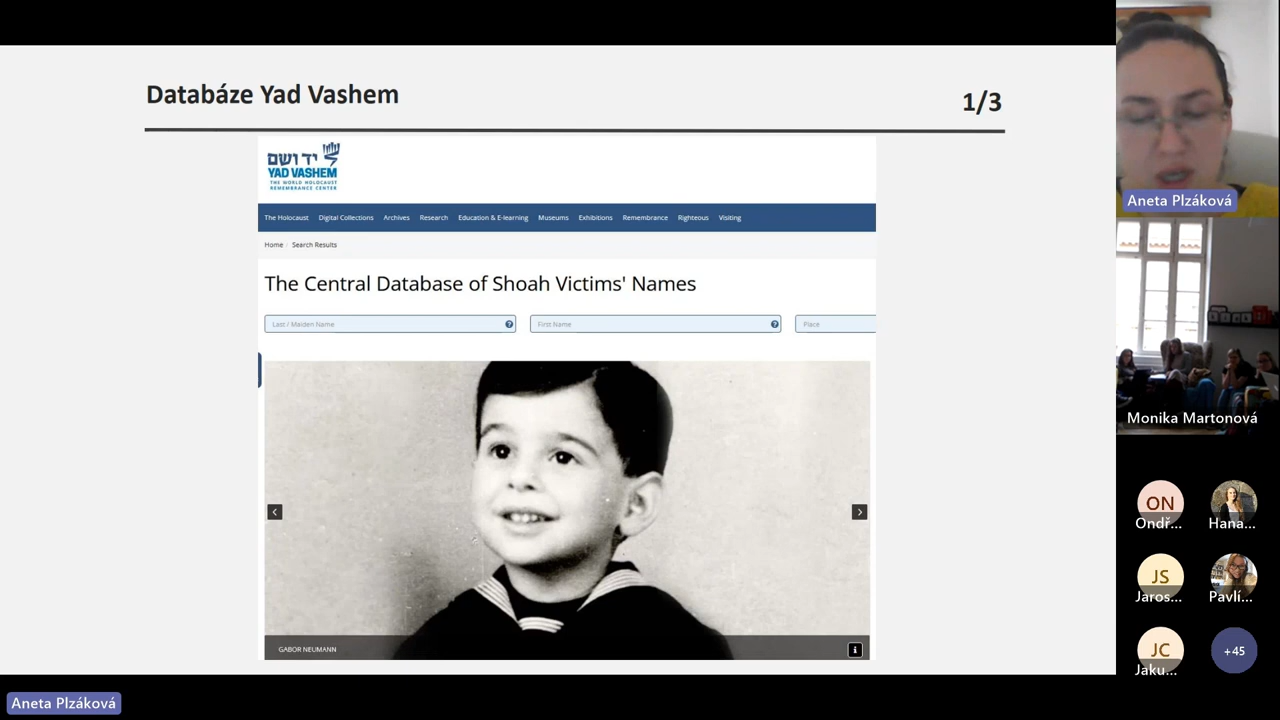 Databáze Yad Vashem
1/3
יד ושם
YAD VASHEM
THE WORLD HOLOCAUST
REMEMBRANCE CENTER
The Holocaust Digital Collections Archives Research Education & E-learning Museums Exhibitions Remembrance Righteous Visiting
Home / Search Results
The Central Database of Shoah Victims' Names
Last / Maiden Name ?
First Name ?
Place
GABOR NEUMANN
i
Aneta Plzáková
Monika Martonová
ON
Ondř...
Hana...
JS
Jaros...
Pavlí...
JC
Jaku...
+45
Aneta Plzáková